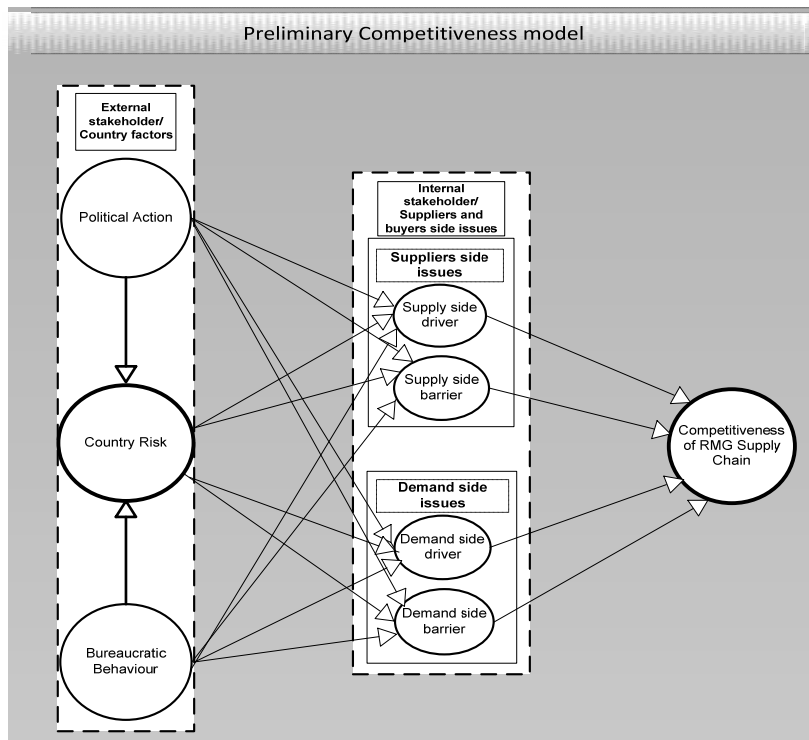 Preliminary Competitiveness model
External
stakeholder/
Country factors
Political Action
Country Risk
Bureaucratic
Behaviour
Internal
stakeholder/
Suppliers and
buyers side issues
Suppliers side
issues
Supply side
driver
Supply side
barrier
Demand side
issues
Demand side
driver
Demand side
barrier
Competitiveness
of RMG Supply
Chain